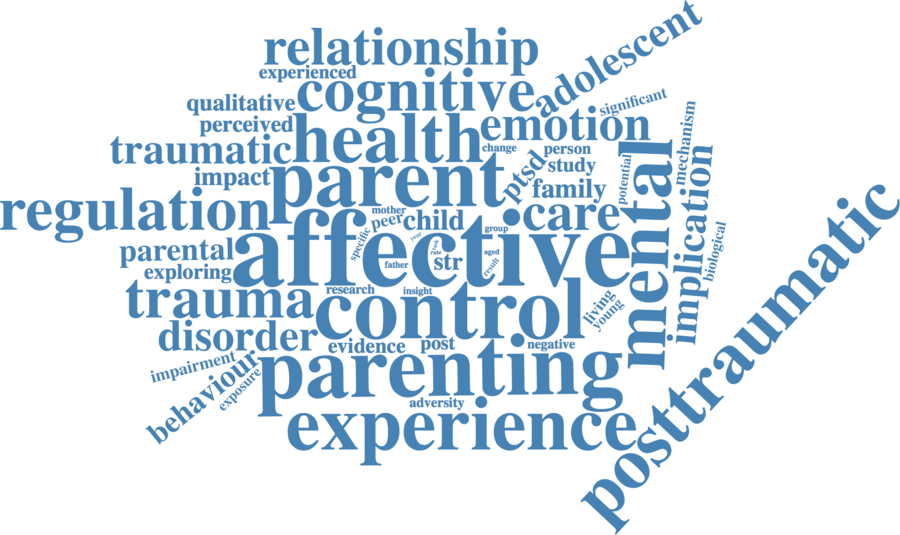 relationship
adolescent
experienced
cognitive
significant
qualitative
perceived
health
emotion
mechanism
traumatic
change
person
ptsd
study
potential
impact
parent
family
mental
implication
regulation
mother
peer
child
care
group
posttraumatic
parental
affective
specific
year
task
rate
aged
biological
exploring
father
str
result
trauma
research
insight
control
living
young
disorder
evidence
post
negative
impairment
behaviour
exposure
parenting
adversity
experience